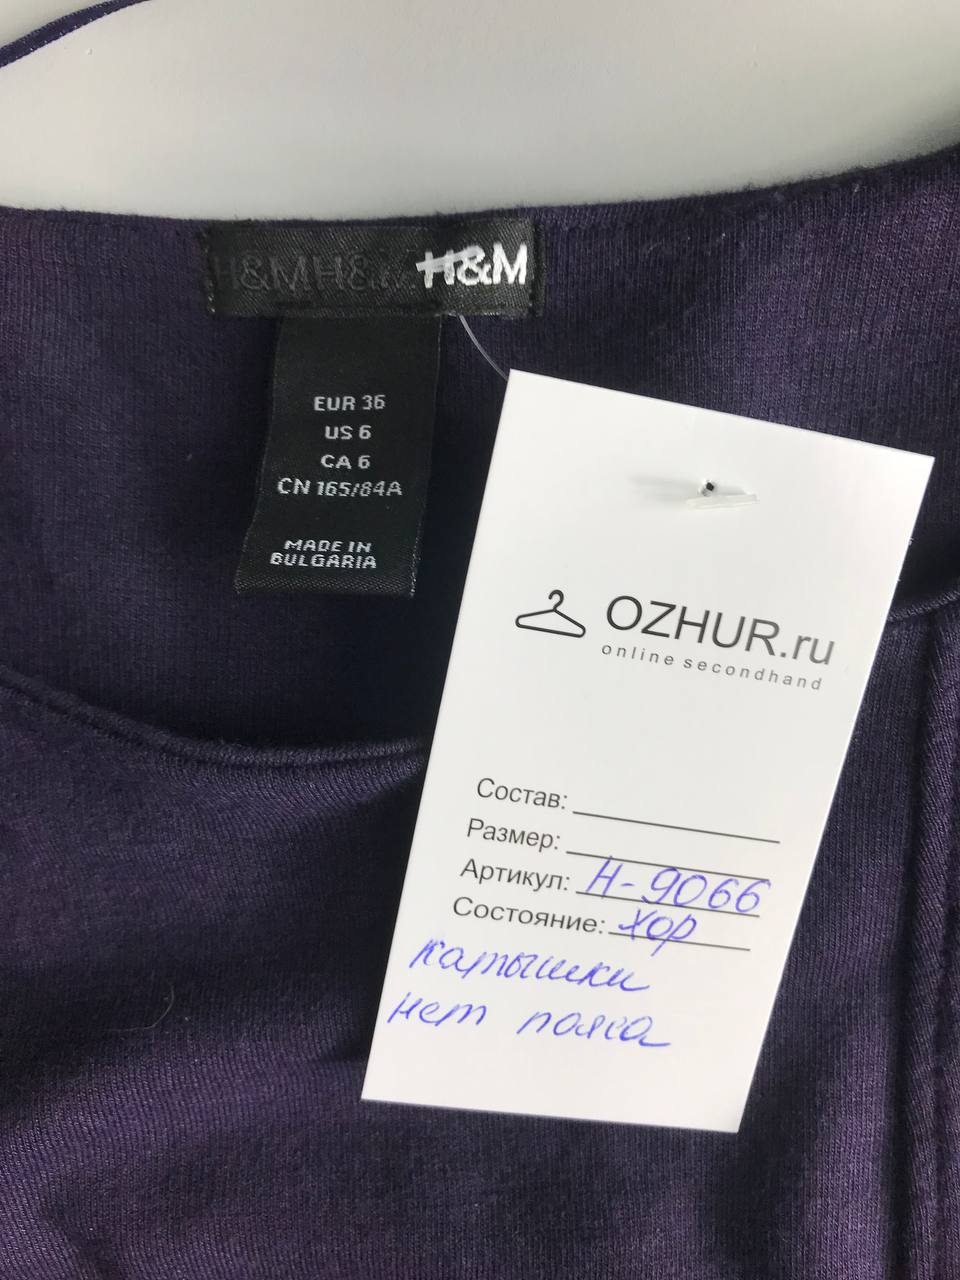 H&MH&M H&M
EUR 36
US 6
CA 6
CN 165/84A
MADE IN
BULGARIA
OZHUR.ru
online secondhand
Состав:
Размер:
Артикул: Н-9066
Состояние: хор
катышки
нет пояса